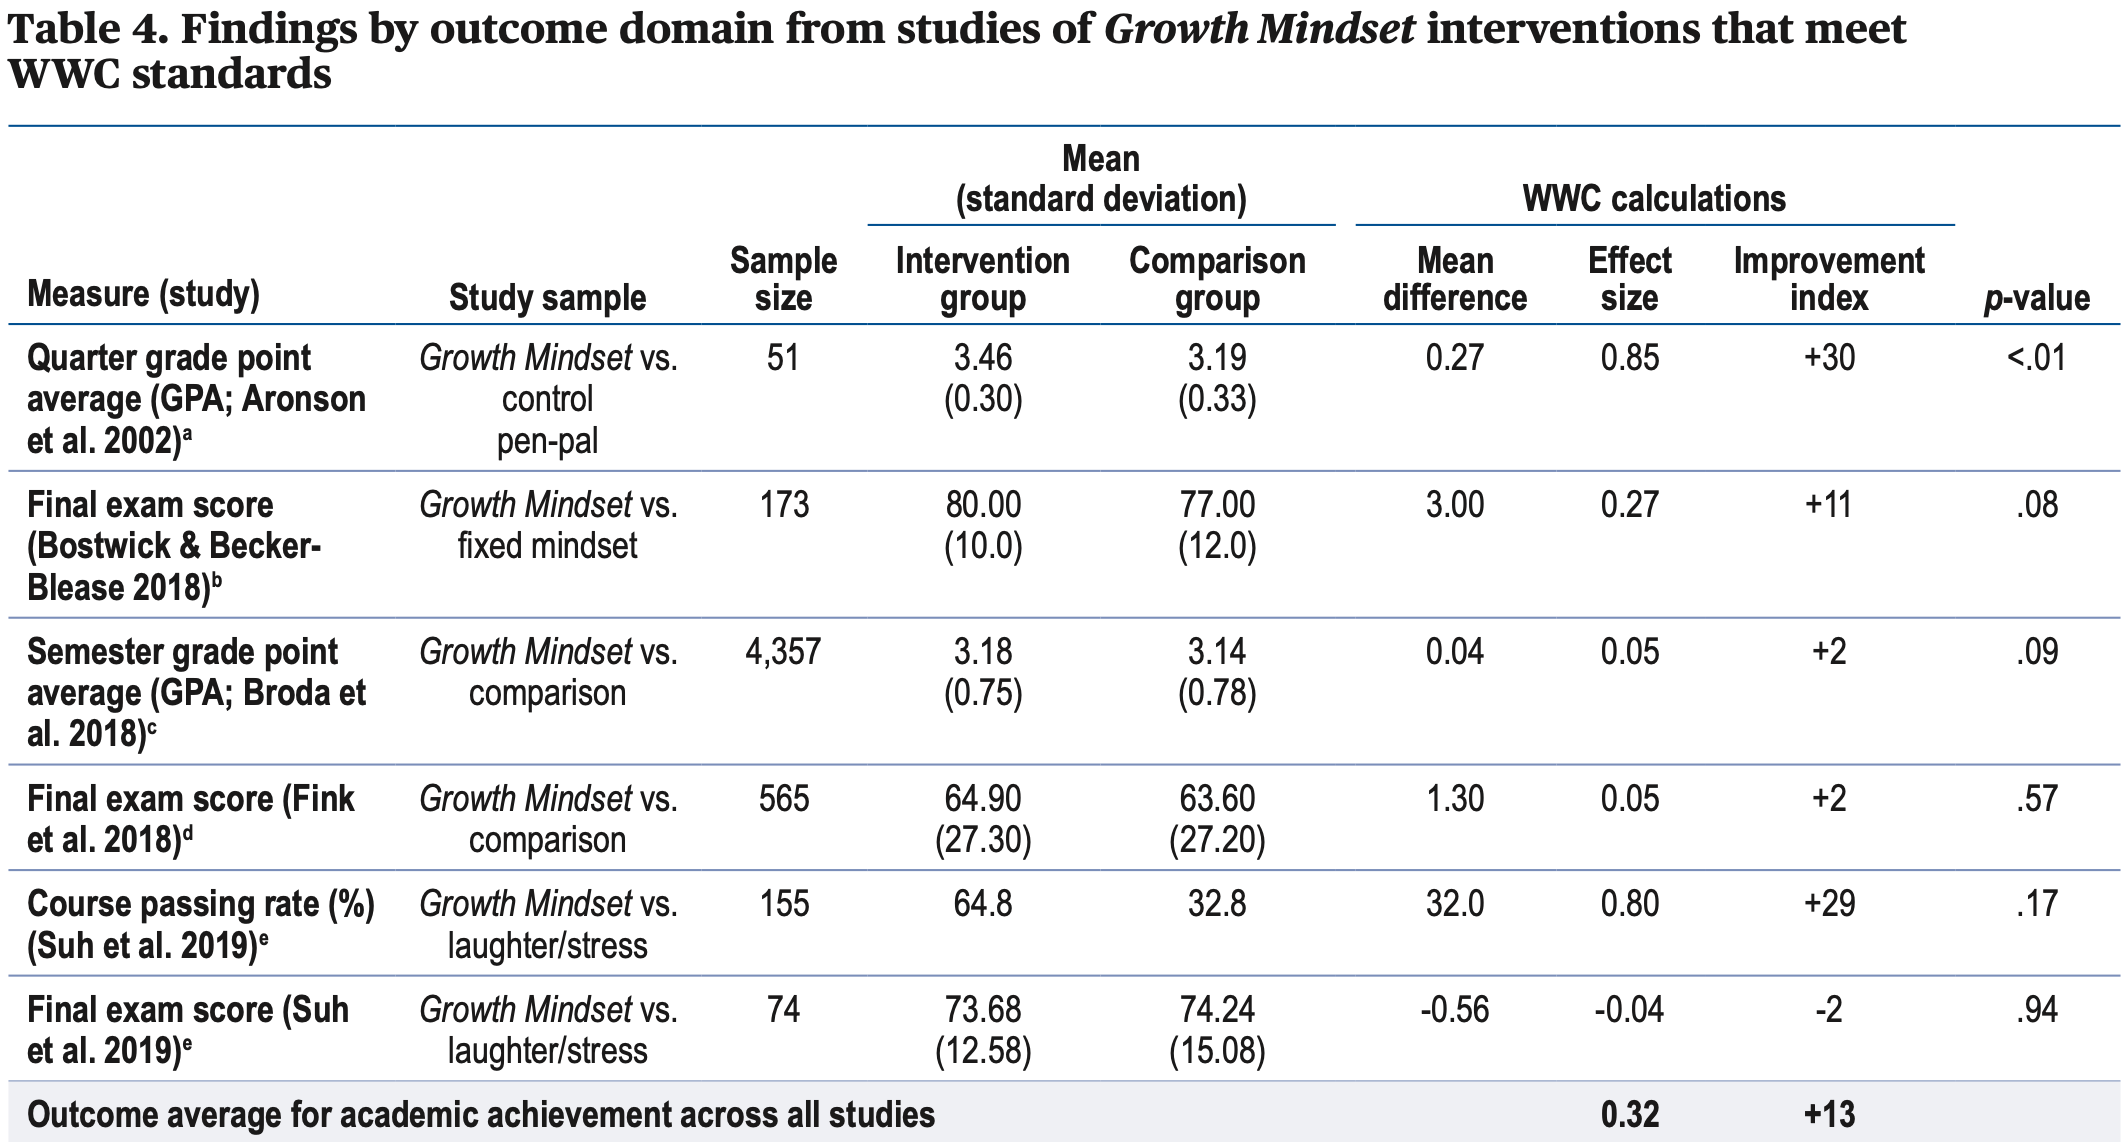 Table 4. Findings by outcome domain from studies of Growth Mindset interventions that meet
WWC standards
Mean
(standard deviation)
WWC calculations
Measure (study)
Study sample
Sample
size
Intervention
group
Comparison
group
Mean
difference
Effect
size
Improvement
index
p-value
Quarter grade point
average (GPA; Aronson
et al. 2002)a
Growth Mindset vs.
control
pen-pal
51
3.46
(0.30)
3.19
(0.33)
0.27
0.85
+30
<.01
Final exam score
(Bostwick & Becker-
Blease 2018)b
Growth Mindset vs.
fixed mindset
173
80.00
(10.0)
77.00
(12.0)
3.00
0.27
+11
.08
Semester grade point
average (GPA; Broda et
al. 2018)c
Growth Mindset vs.
comparison
4,357
3.18
(0.75)
3.14
(0.78)
0.04
0.05
+2
.09
Final exam score (Fink
et al. 2018)d
Growth Mindset vs.
comparison
565
64.90
(27.30)
63.60
(27.20)
1.30
0.05
+2
.57
Course passing rate (%)
(Suh et al. 2019)e
Growth Mindset vs.
laughter/stress
155
64.8
32.8
32.0
0.80
+29
.17
Final exam score (Suh
et al. 2019)e
Growth Mindset vs.
laughter/stress
74
73.68
(12.58)
74.24
(15.08)
-0.56
-0.04
-2
.94
Outcome average for academic achievement across all studies
0.32
+13